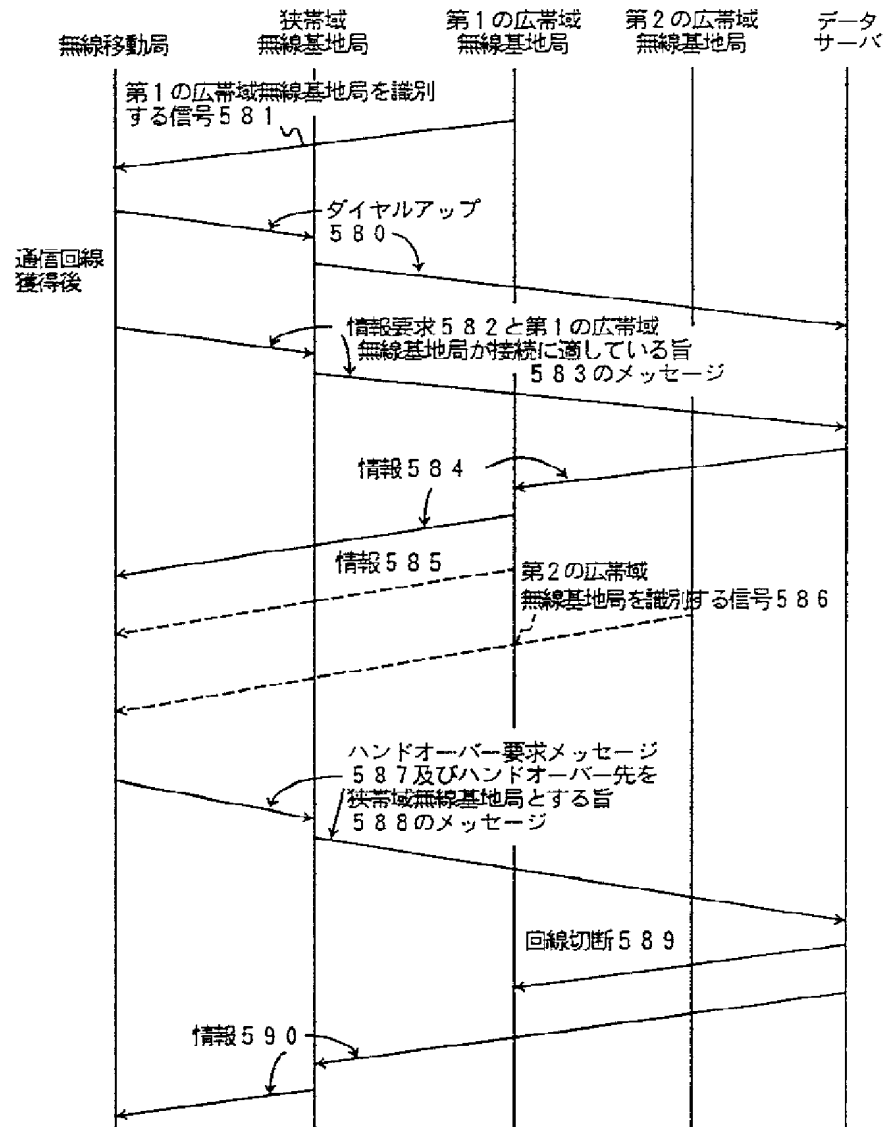 無線移動局
狭帯域
無線基地局
第1の広帯域
無線基地局
第2の広帯域
無線基地局
データ
サーバ
第1の広帯域無線基地局を識別
する信号581
ダイヤルアップ
580
通信回線
獲得後
情報要求582と第1の広帯域
無線基地局が接続に適している旨
583のメッセージ
情報584
情報585
第2の広帯域
無線基地局を識別する信号586
ハンドオーバー要求メッセージ
587及びハンドオーバー先を
狭帯域無線基地局とする旨
588のメッセージ
回線切断589
情報590